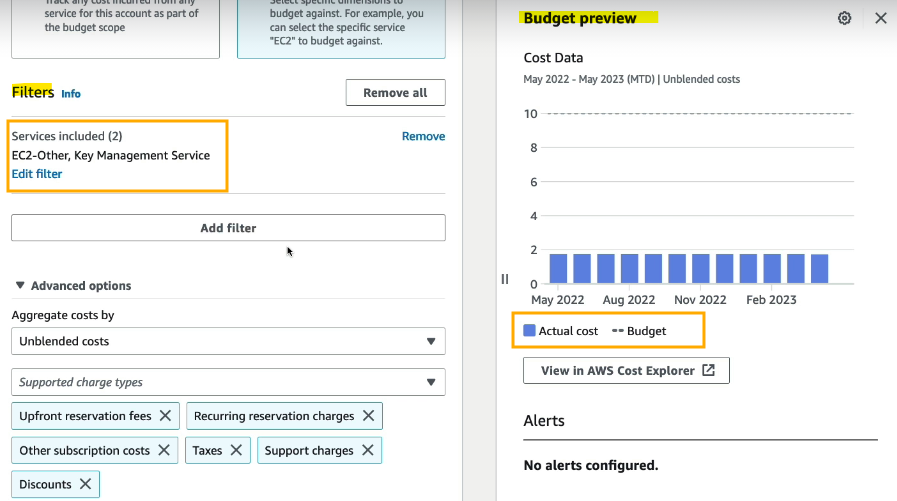 Track any cost incurred from any
service for this account as part of
the budget scope
Select specific dimensions to
budget against. For example, you
can select the specific service
"EC2" to budget against.
Filters Info
Remove all
Services included (2)
Remove
EC2-Other, Key Management Service
Edit filter
Add filter
Advanced options
Aggregate costs by
Unblended costs
Supported charge types
Upfront reservation fees
Recurring reservation charges
Other subscription costs
Taxes
Support charges
Discounts
Budget preview
Cost Data
May 2022 - May 2023 (MTD) | Unblended costs
10
8
6
4
2
0
May 2022 Aug 2022 Nov 2022 Feb 2023
Actual cost Budget
View in AWS Cost Explorer
Alerts
No alerts configured.